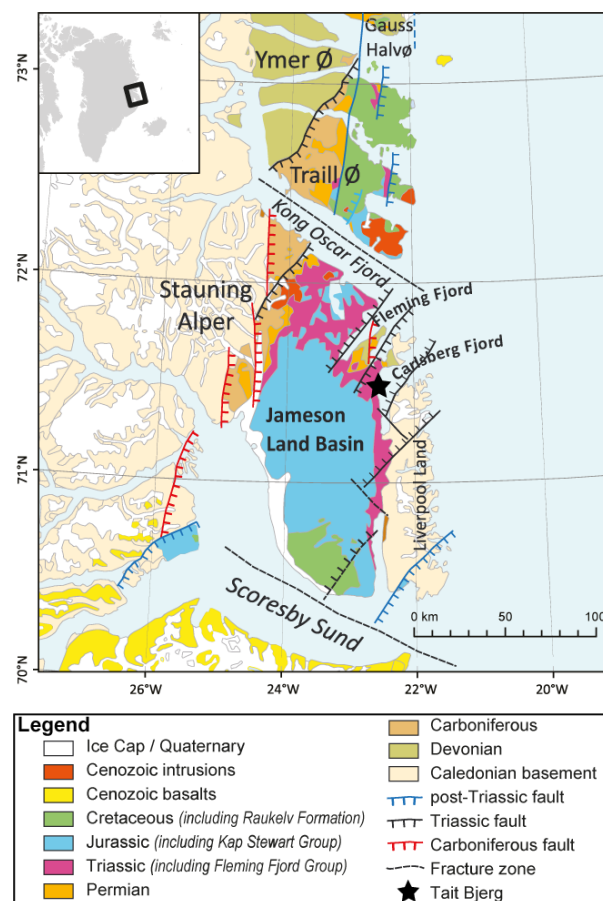 Gauss
Halvø
Ymer Ø
73°N
Traill Ø
Kong Oscar Fjord
72°N
Stauning
Alper
Fleming Fjord
Carlsberg Fjord
Jameson
Land Basin
71°N
Liverpool Land
Scoresby Sund
0 km 50 100
70°N
26°W 24°W 22°W 20°W
Legend
Ice Cap / Quaternary
Cenozoic intrusions
Cenozoic basalts
Cretaceous (including Raukelv Formation)
Jurassic (including Kap Stewart Group)
Triassic (including Fleming Fjord Group)
Permian
Carboniferous
Devonian
Caledonian basement
post-Triassic fault
Triassic fault
Carboniferous fault
Fracture zone
Tait Bjerg